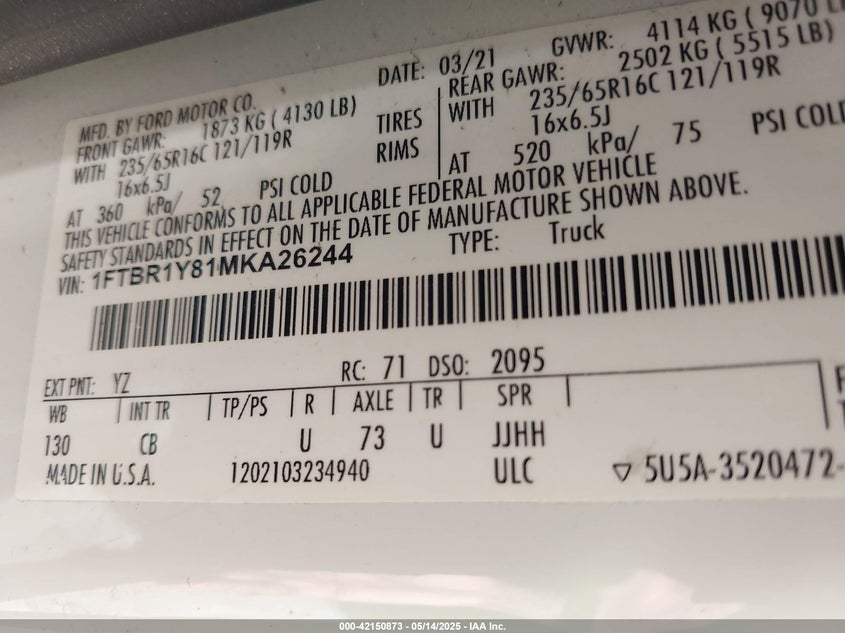 MFD. BY FORD MOTOR CO.
DATE: 03/21
GVWR: 4114 KG ( 9070 L
FRONT GAWR: 1873 KG ( 4130 LB)
REAR GAWR: 2502 KG ( 5515 LB)
WITH 235/65R16C 121/119R TIRES
WITH 235/65R16C 121/119R
16x6.5J RIMS
16x6.5J
AT 360 kPa/ 52 PSI COLD
AT 520 kPa/ 75 PSI COLD
THIS VEHICLE CONFORMS TO ALL APPLICABLE FEDERAL MOTOR VEHICLE
SAFETY STANDARDS IN EFFECT ON THE DATE OF MANUFACTURE SHOWN ABOVE.
VIN: 1FTBR1Y81MKA26244
TYPE: Truck
EXT PNT: YZ RC: 71 DSO: 2095
WB INT TR TP/PS R AXLE TR SPR
130 CB U 73 U JJHH
MADE IN U.S.A. 1202103234940 ULC ▽ 5U5A-3520472-
000-42150873 — 05/14/2025 — IAA Inc.